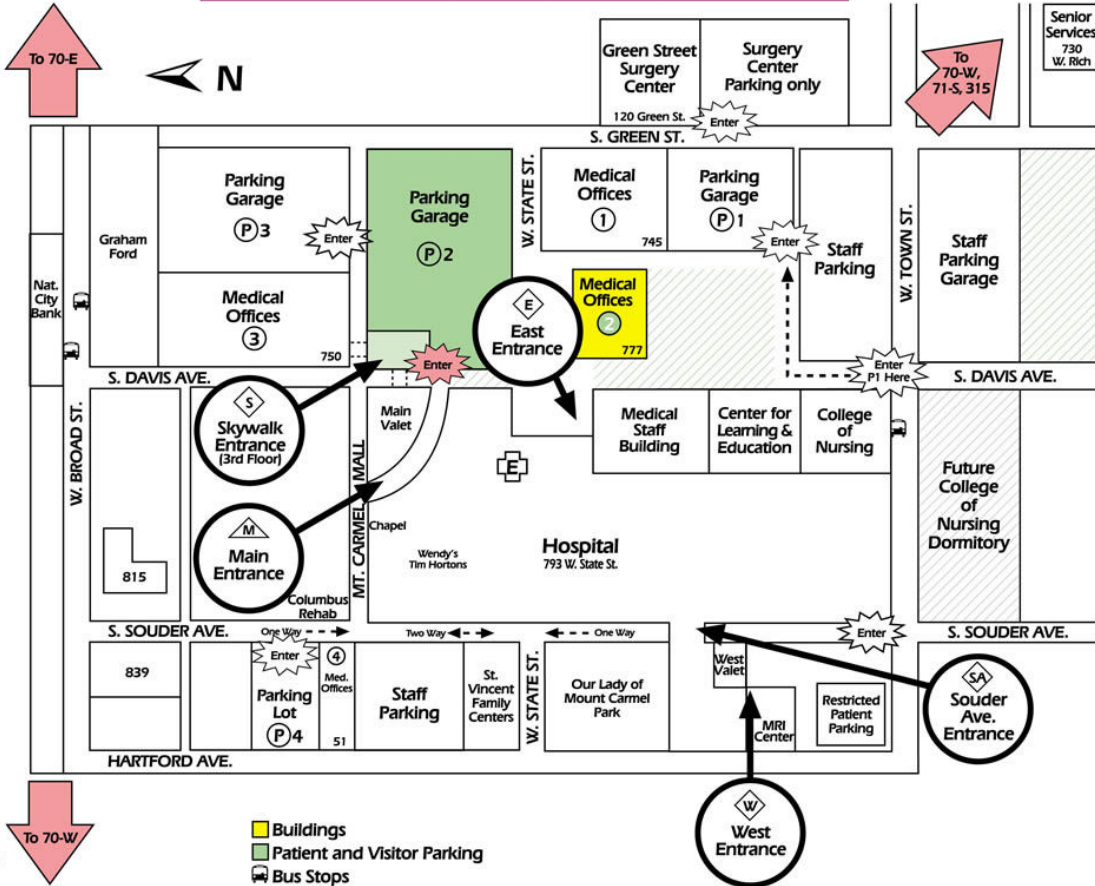 To 70-E
N
Green Street
Surgery
Center
120 Green St.
Surgery
Center
Parking only
Enter
To
70-W,
71-S, 315
Senior
Services
730
W. Rich
S. GREEN ST.
Graham
Ford
Parking
Garage
P 3
Enter
Medical
Offices
3
750
Parking
Garage
P 2
Enter
W. STATE ST.
Medical
Offices
1
745
Parking
Garage
P 1
Enter
Staff
Parking
W. TOWN ST.
Staff
Parking
Garage
Nat.
City
Bank
E
East
Entrance
Medical
Offices
2
777
Enter
P1 Here
S. DAVIS AVE.
S. DAVIS AVE.
W. BROAD ST.
S
Skywalk
Entrance
(3rd Floor)
Main
Valet
MT. CARMEL MALL
Medical
Staff
Building
Center for
Learning &
Education
College
of
Nursing
Future
College
of
Nursing
Dormitory
E
M
Main
Entrance
Chapel
Wendy's
Tim Hortons
Hospital
793 W. State St.
815
Columbus
Rehab
S. SOUDER AVE.
One Way
Two Way
One Way
Enter
S. SOUDER AVE.
839
Enter
Parking
Lot
P 4
4
Med.
Offices
51
Staff
Parking
St.
Vincent
Family
Centers
W. STATE ST.
Our Lady of
Mount Carmel
Park
West
Valet
MRI
Center
Restricted
Patient
Parking
SA
Souder
Ave.
Entrance
HARTFORD AVE.
W
West
Entrance
To 70-W
Buildings
Patient and Visitor Parking
Bus Stops